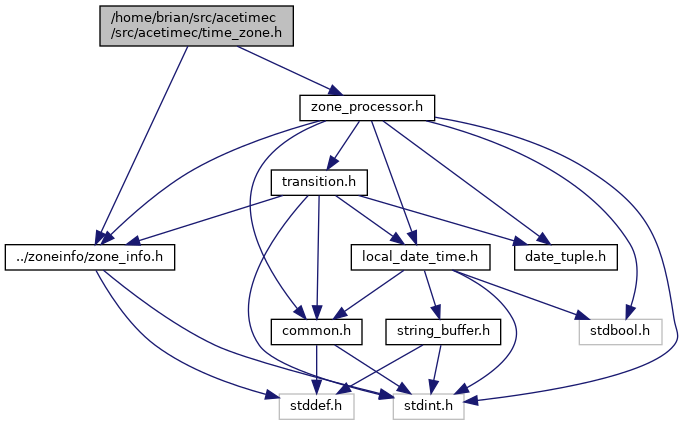 /home/brian/src/acetimec
/src/acetimec/time_zone.h
zone_processor.h
transition.h
../zoneinfo/zone_info.h
local_date_time.h
date_tuple.h
common.h
string_buffer.h
stdbool.h
stddef.h
stdint.h